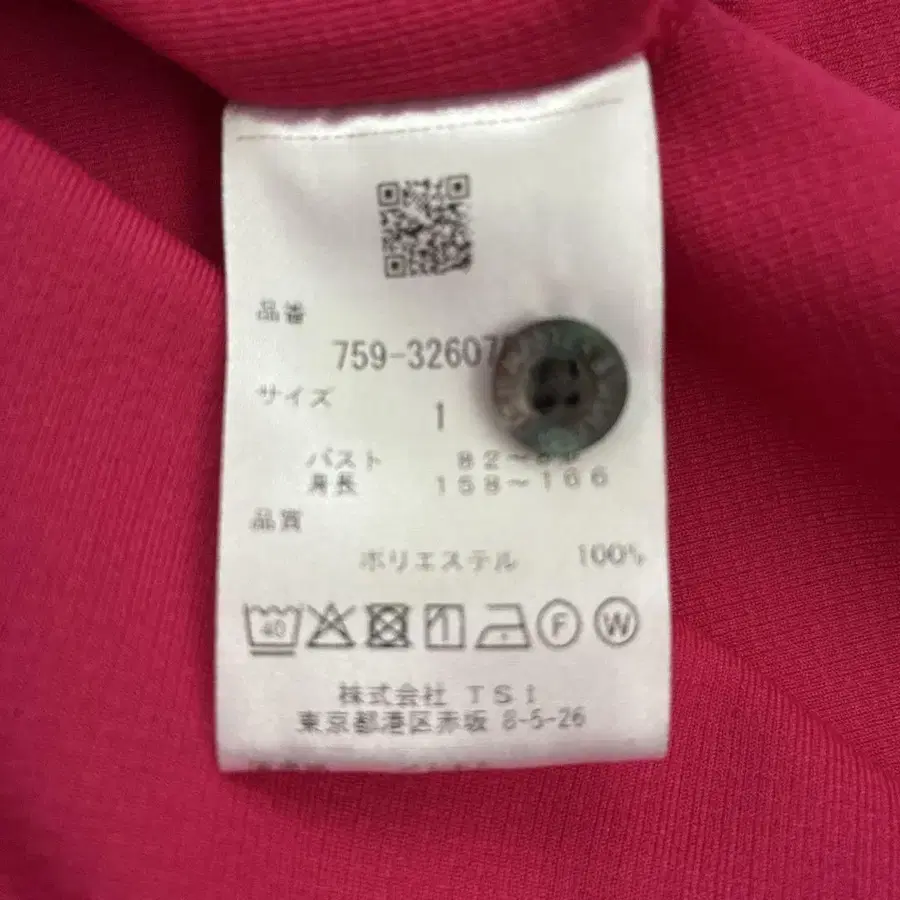 品番
759-32607
サイズ
1
バスト 82～
身長 158～166
品質
ポリエステル 100%
40 F W
株式会社 TSI
東京都港区赤坂 8-5-26